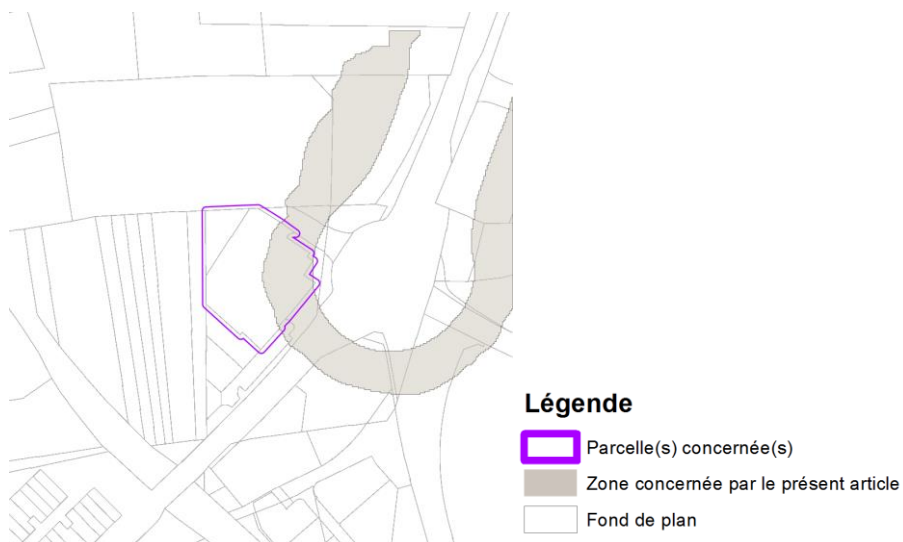 Légende
Parcelle(s) concernée(s)
Zone concernée par le présent article
Fond de plan